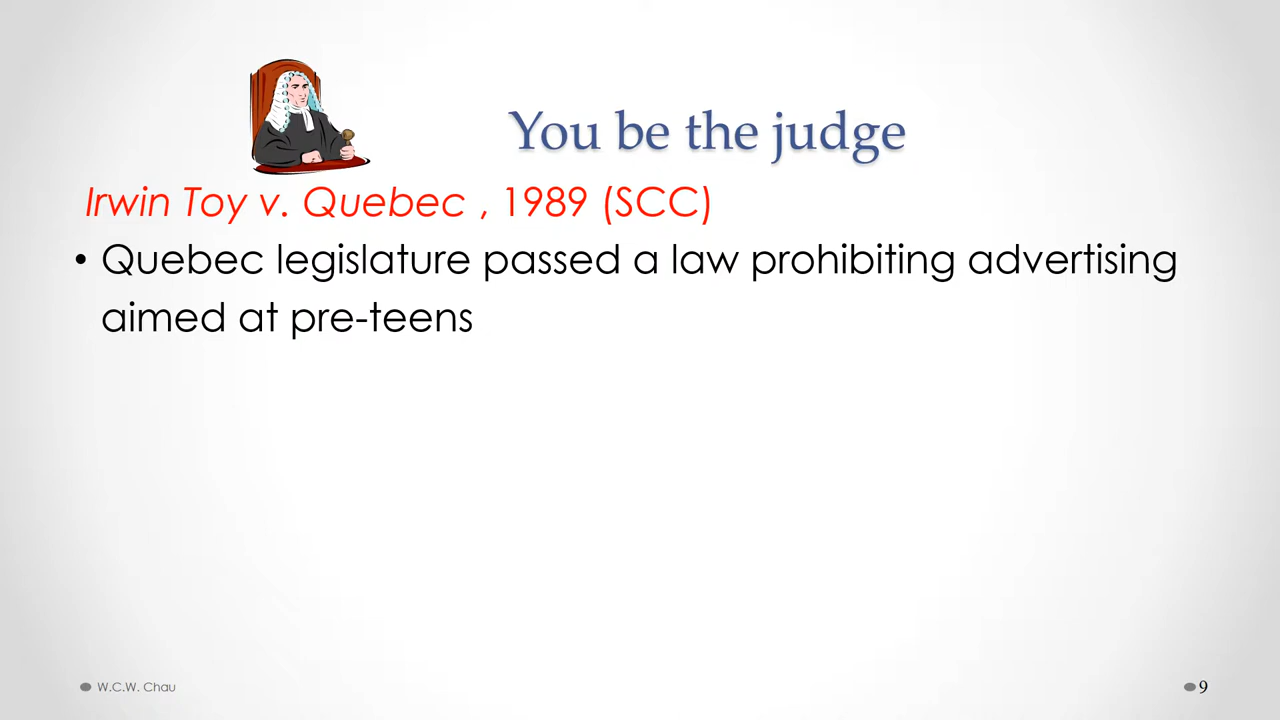 You be the judge
Irwin Toy v. Quebec , 1989 (SCC)
• Quebec legislature passed a law prohibiting advertising
aimed at pre-teens
W.C.W. Chau
9